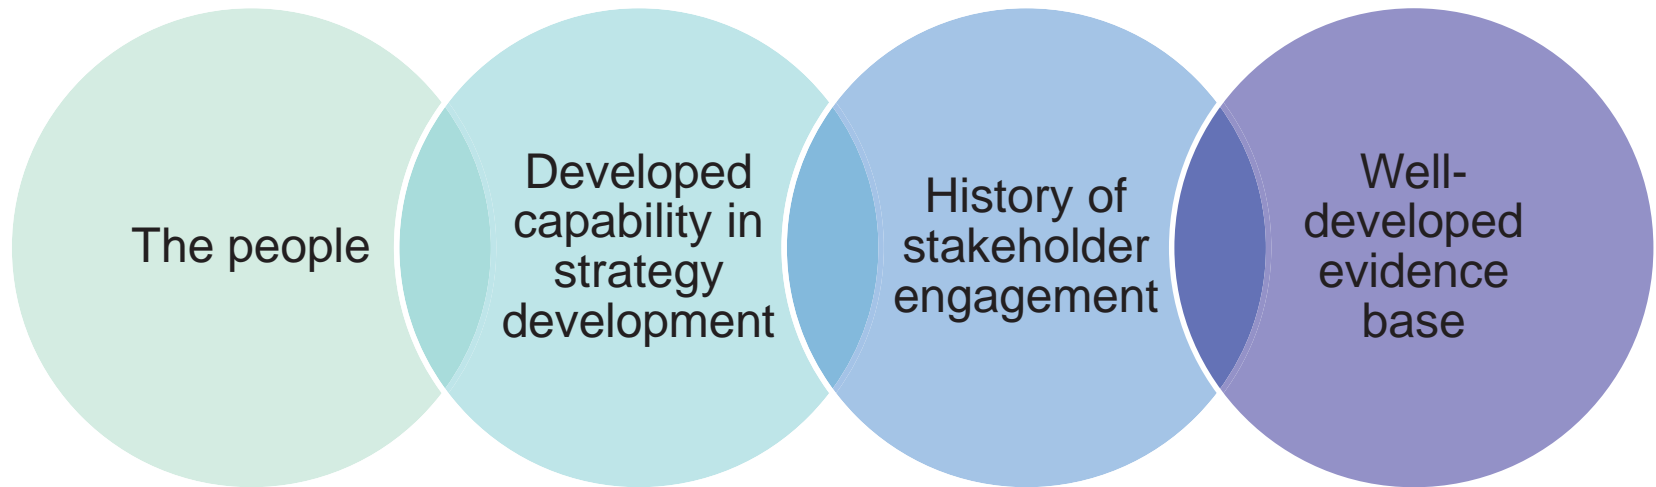 The people
Developed
capability in
strategy
development
History of
stakeholder
engagement
Well-
developed
evidence
base